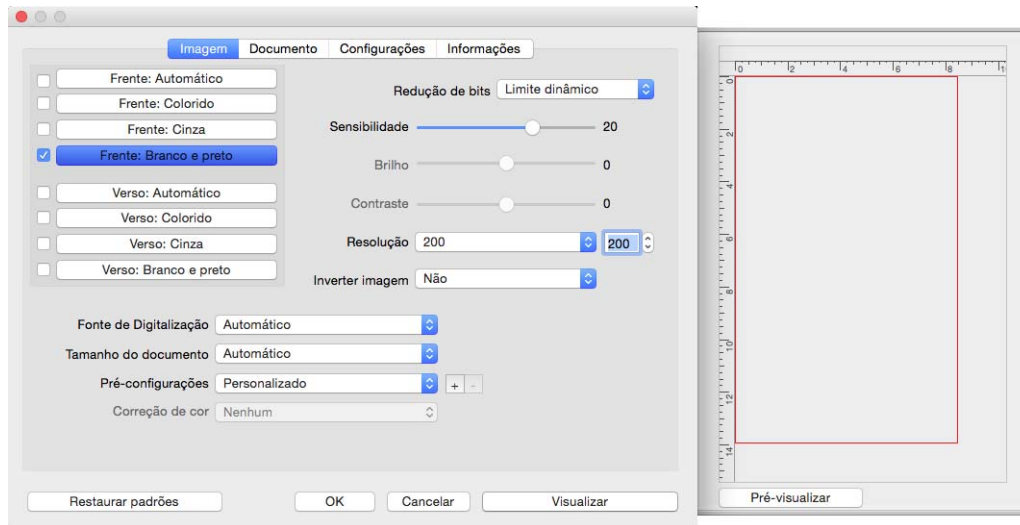 Imagem Documento Configurações Informações
Frente: Automático
Frente: Colorido
Frente: Cinza
Frente: Branco e preto
Verso: Automático
Verso: Colorido
Verso: Cinza
Verso: Branco e preto
Redução de bits Limite dinâmico
Sensibilidade 20
Brilho 0
Contraste 0
Resolução 200 200
Inverter imagem Não
Fonte de Digitalização Automático
Tamanho do documento Automático
Pré-configurações Personalizado + -
Correção de cor Nenhum
Restaurar padrões OK Cancelar Visualizar
0 2 4 6 8 1
0
2
4
6
8
10
12
14
Pré-visualizar